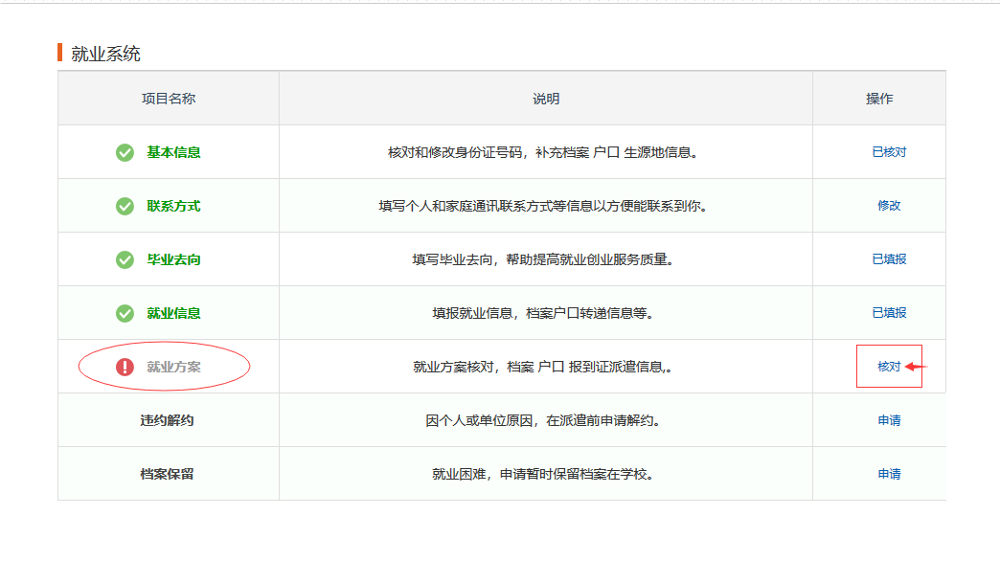 就业系统
项目名称 说明 操作
基本信息 核对和修改身份证号码，补充档案 户口 生源地信息。 已核对
联系方式 填写个人和家庭通讯联系方式等信息以方便能联系到你。 修改
毕业去向 填写毕业去向，帮助提高就业创业服务质量。 已填报
就业信息 填报就业信息，档案户口转递信息等。 已填报
就业方案 就业方案核对，档案 户口 报到证派遣信息,。 核对
违约解约 因个人或单位原因，在派遣前申请解约。 申请
档案保留 就业困难，申请暂时保留档案在学校。 申请